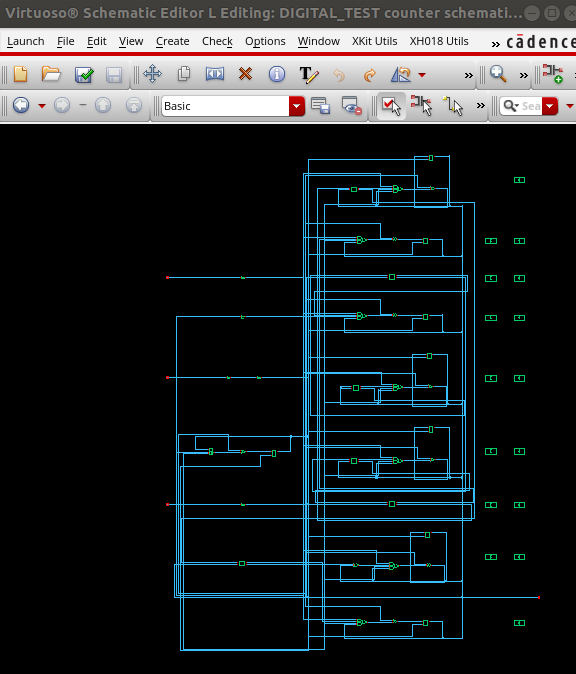 Virtuoso® Schematic Editor L Editing: DIGITAL_TEST counter schemati...
Launch File Edit View Create Check Options Window XKit Utils XH018 Utils » cādence
» »
Basic » Sea